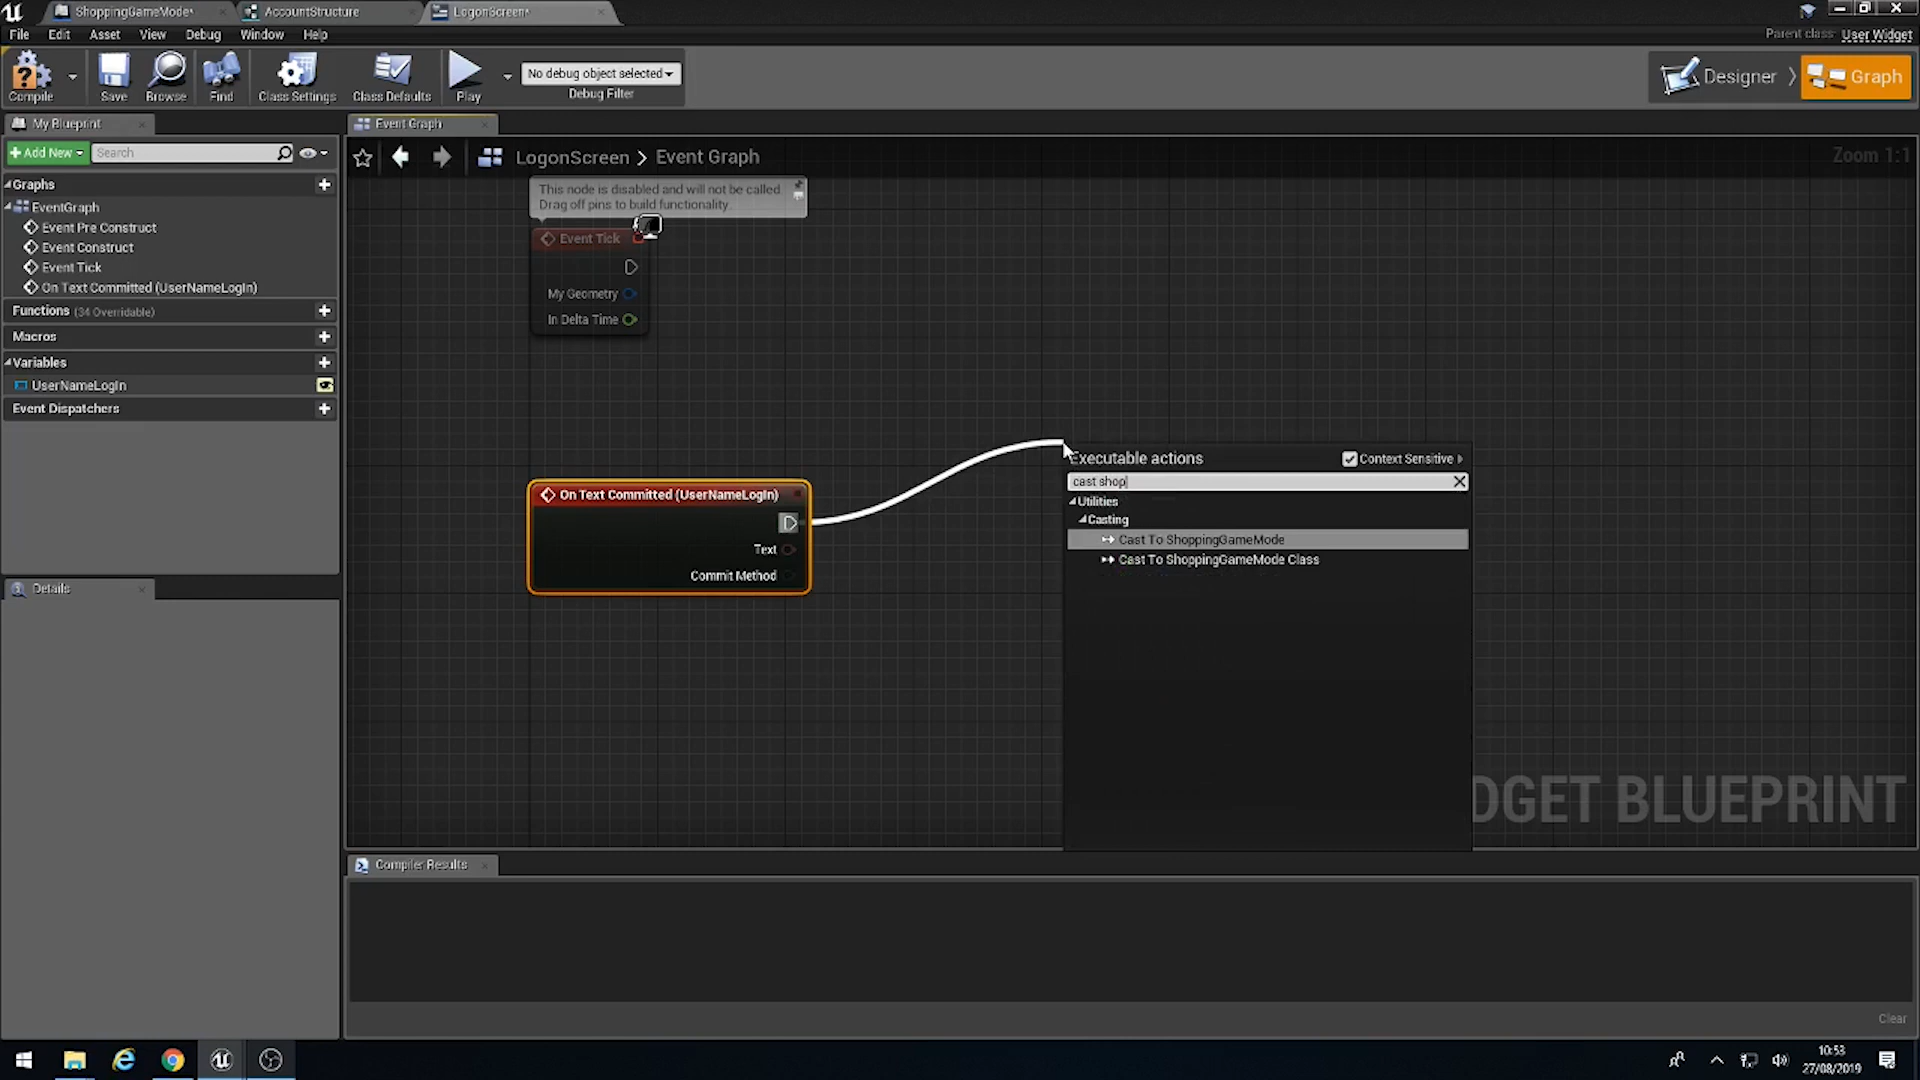 ShoppingGameMode*
AccountStructure
LogonScreen*
File Edit Asset View Debug Window Help
Parent class: User Widget
Compile
Save
Browse
Find
Class Settings
Class Defaults
Play
No debug object selected
Debug Filter
Designer
Graph
My Blueprint
Event Graph
Add New
Search
LogonScreen > Event Graph
Zoom 1:1
Graphs
EventGraph
Event Pre Construct
Event Construct
Event Tick
On Text Committed (UserNameLogIn)
Functions (34 Overridable)
Macros
Variables
UserNameLogIn
Event Dispatchers
Details
This node is disabled and will not be called.
Drag off pins to build functionality.
Event Tick
My Geometry
In Delta Time
On Text Committed (UserNameLogIn)
Text
Commit Method
Executable actions
Context Sensitive
cast shop
Utilities
Casting
Cast To ShoppingGameMode
Cast To ShoppingGameMode Class
DGET BLUEPRINT
Compiler Results
Clear
10:53
27/08/2019